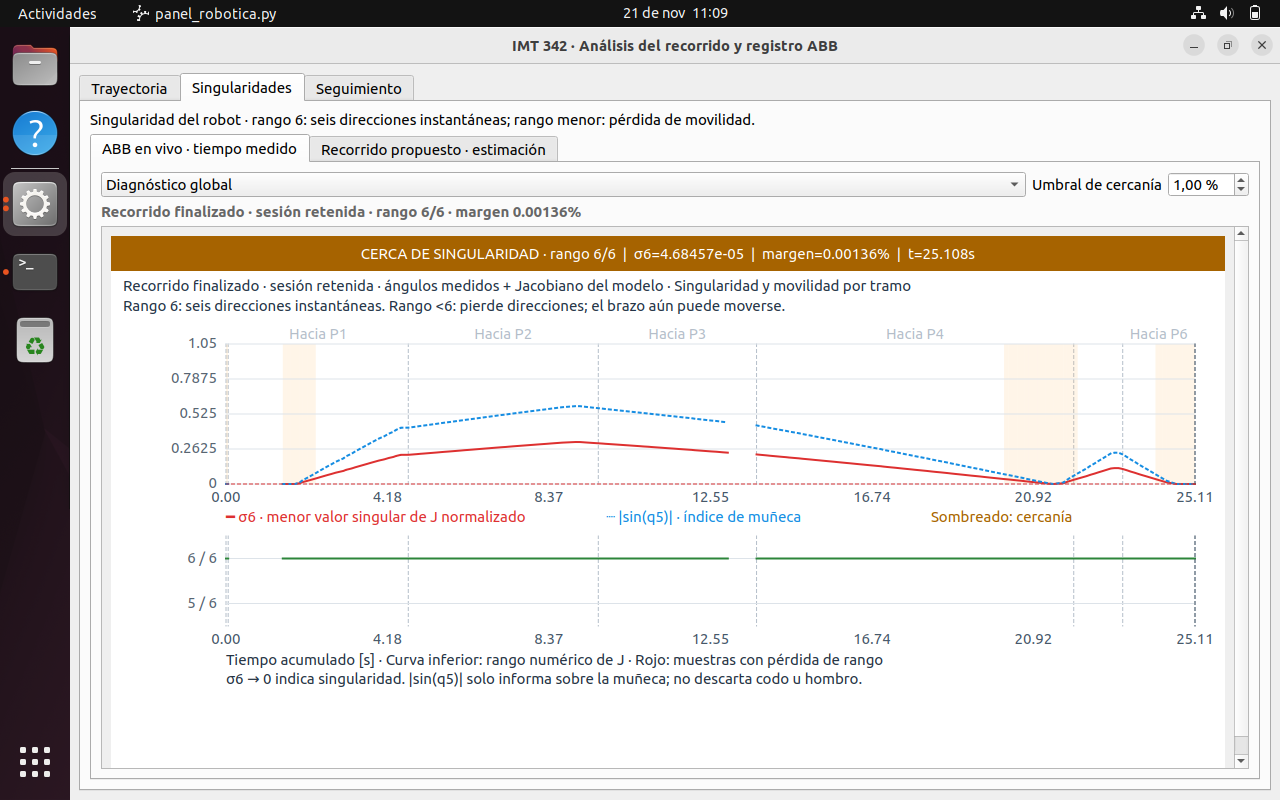 Actividades panel_robotica.py 21 de nov 11:09
IMT 342 · Análisis del recorrido y registro ABB
Trayectoria Singularidades Seguimiento
Singularidad del robot · rango 6: seis direcciones instantáneas; rango menor: pérdida de movilidad.
ABB en vivo · tiempo medido Recorrido propuesto · estimación
Diagnóstico global Umbral de cercanía 1,00 %
Recorrido finalizado · sesión retenida · rango 6/6 · margen 0.00136%
CERCA DE SINGULARIDAD · rango 6/6 | σ6=4.68457e-05 | margen=0.00136% | t=25.108s
Recorrido finalizado · sesión retenida · ángulos medidos + Jacobiano del modelo · Singularidad y movilidad por tramo
Rango 6: seis direcciones instantáneas. Rango <6: pierde direcciones; el brazo aún puede moverse.
Hacia P1 Hacia P2 Hacia P3 Hacia P4 Hacia P6
1.05
0.7875
0.525
0.2625
0
0.00 4.18 8.37 12.55 16.74 20.92 25.11
σ6 · menor valor singular de J normalizado |sin(q5)| · índice de muñeca Sombreado: cercanía
6 / 6
5 / 6
0.00 4.18 8.37 12.55 16.74 20.92 25.11
Tiempo acumulado [s] · Curva inferior: rango numérico de J · Rojo: muestras con pérdida de rango
σ6 → 0 indica singularidad. |sin(q5)| solo informa sobre la muñeca; no descarta codo u hombro.